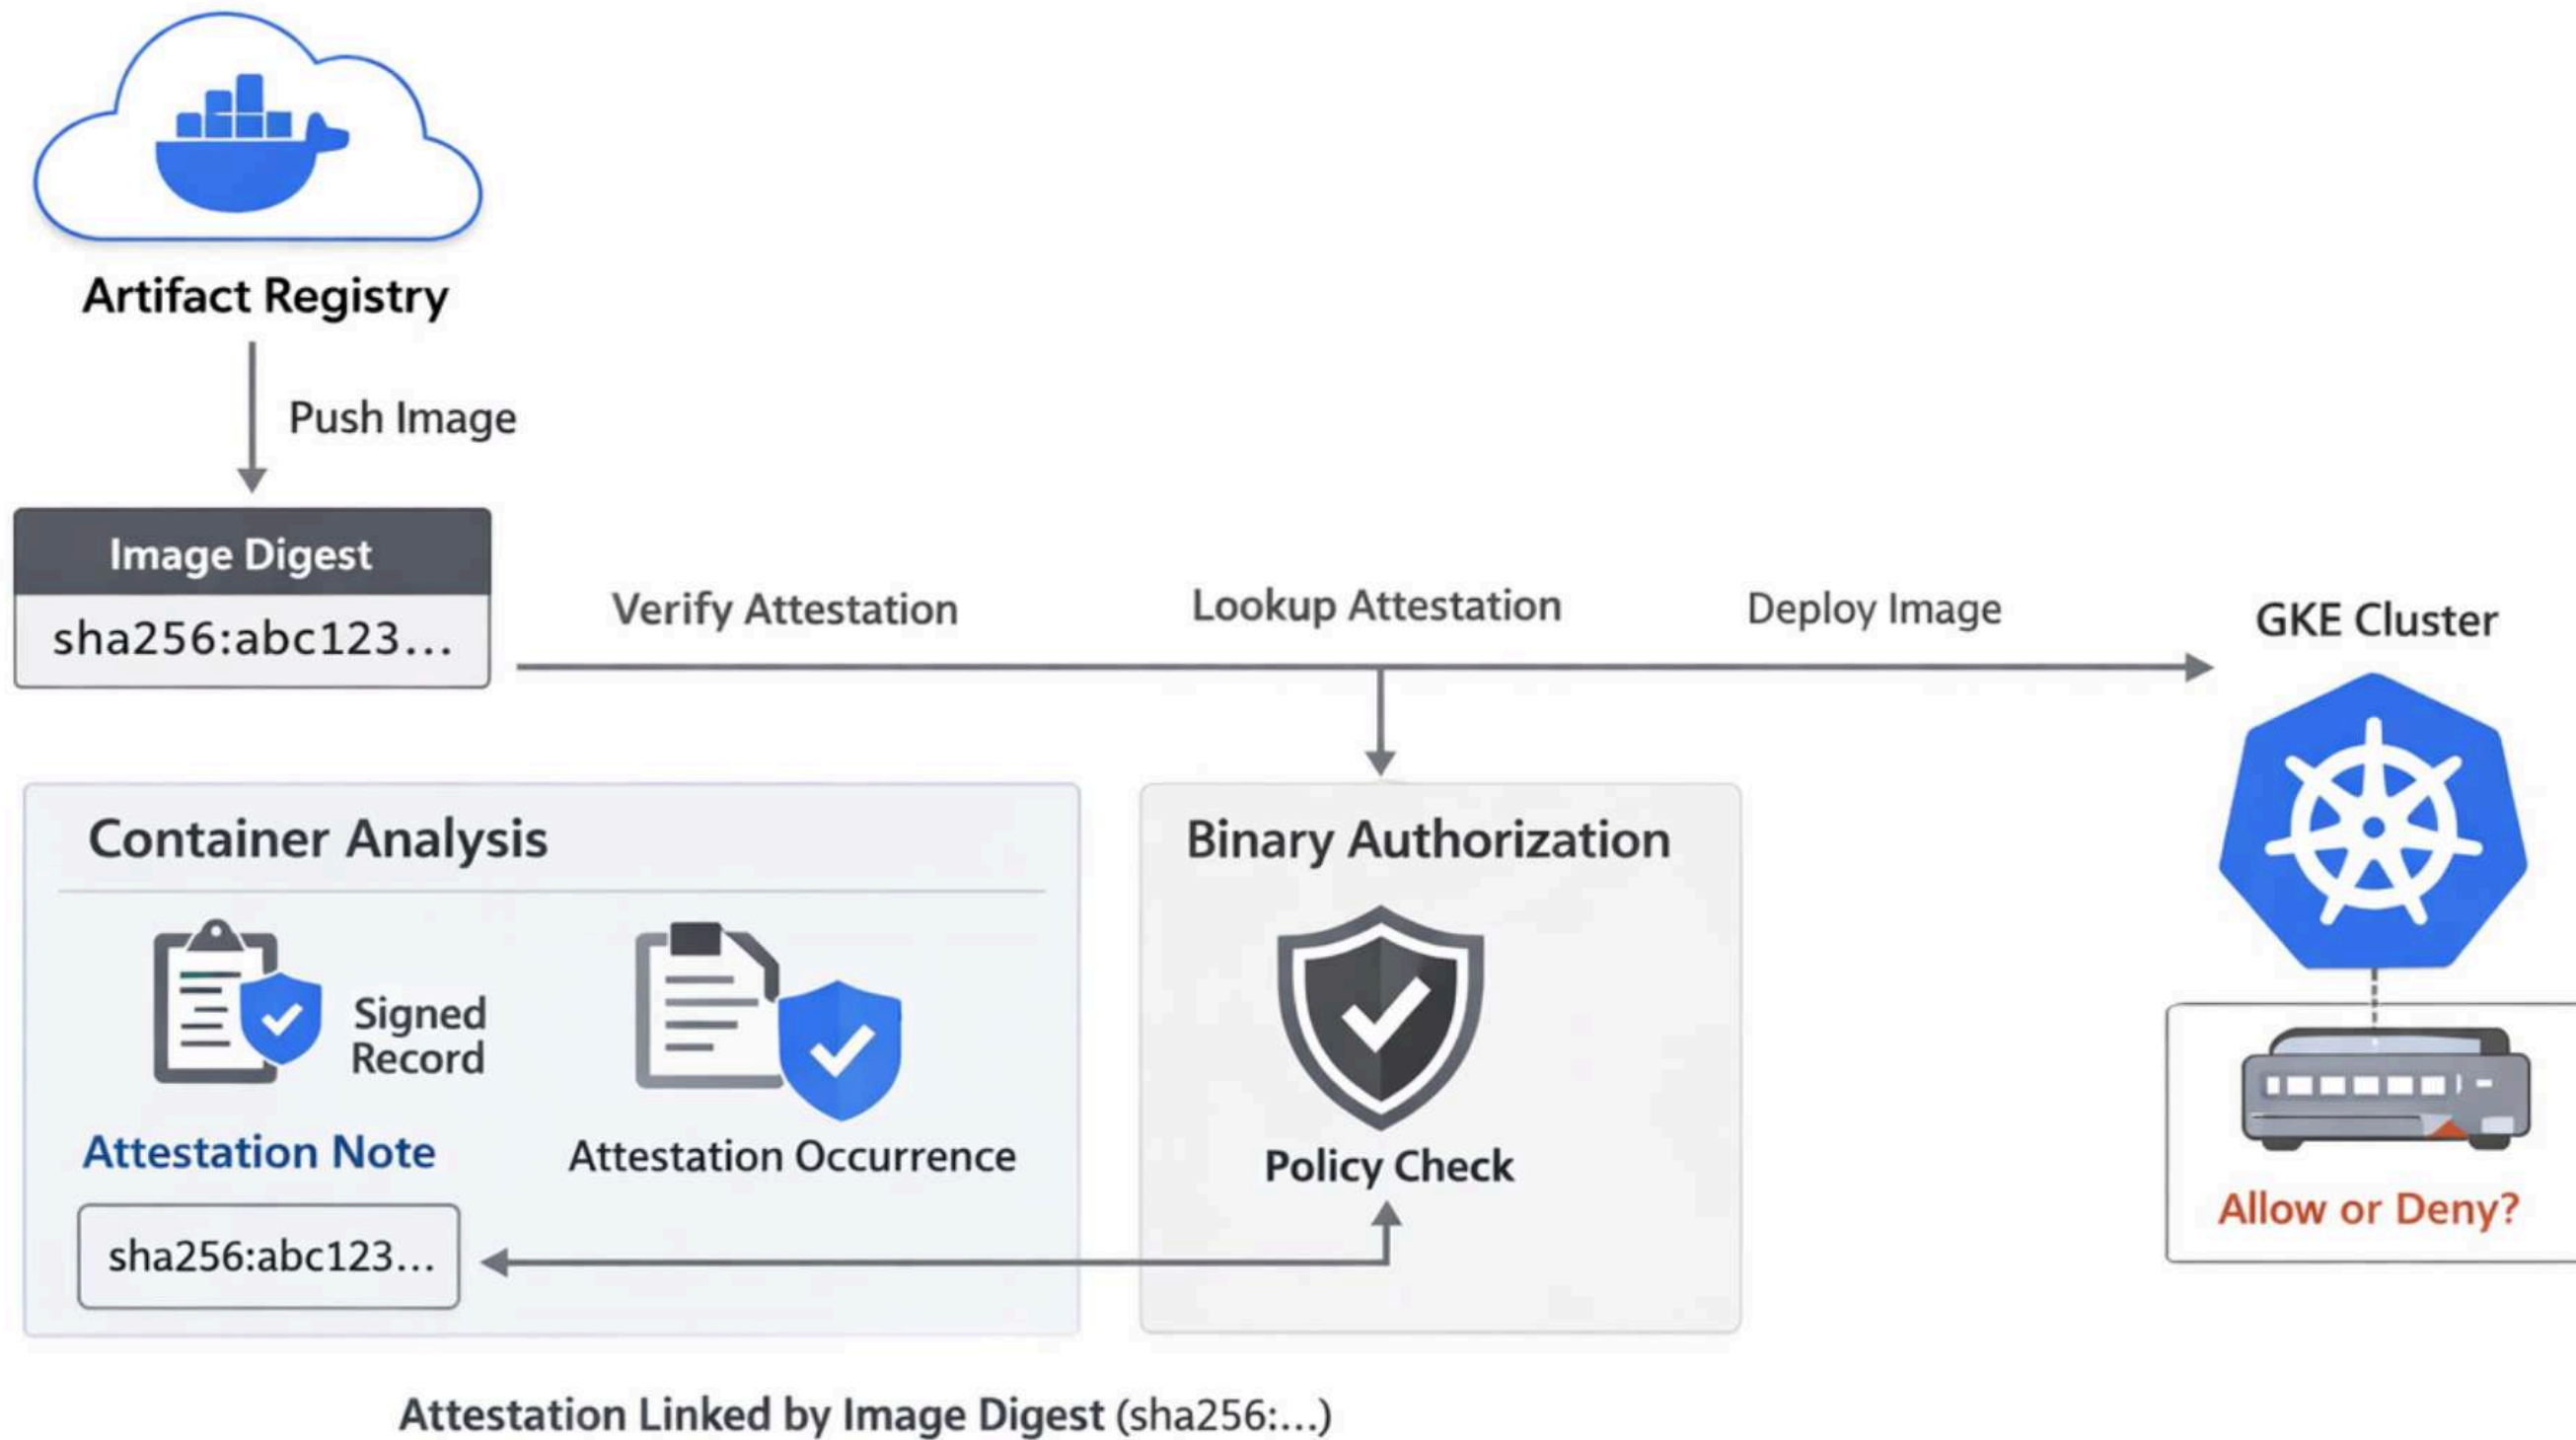 Artifact Registry
Push Image
Image Digest
sha256:abc123...
Verify Attestation
Lookup Attestation
Deploy Image
GKE Cluster
Container Analysis
Signed
Record
Attestation Note
sha256:abc123...
Attestation Occurrence
Binary Authorization
Policy Check
Allow or Deny?
Attestation Linked by Image Digest (sha256:...)